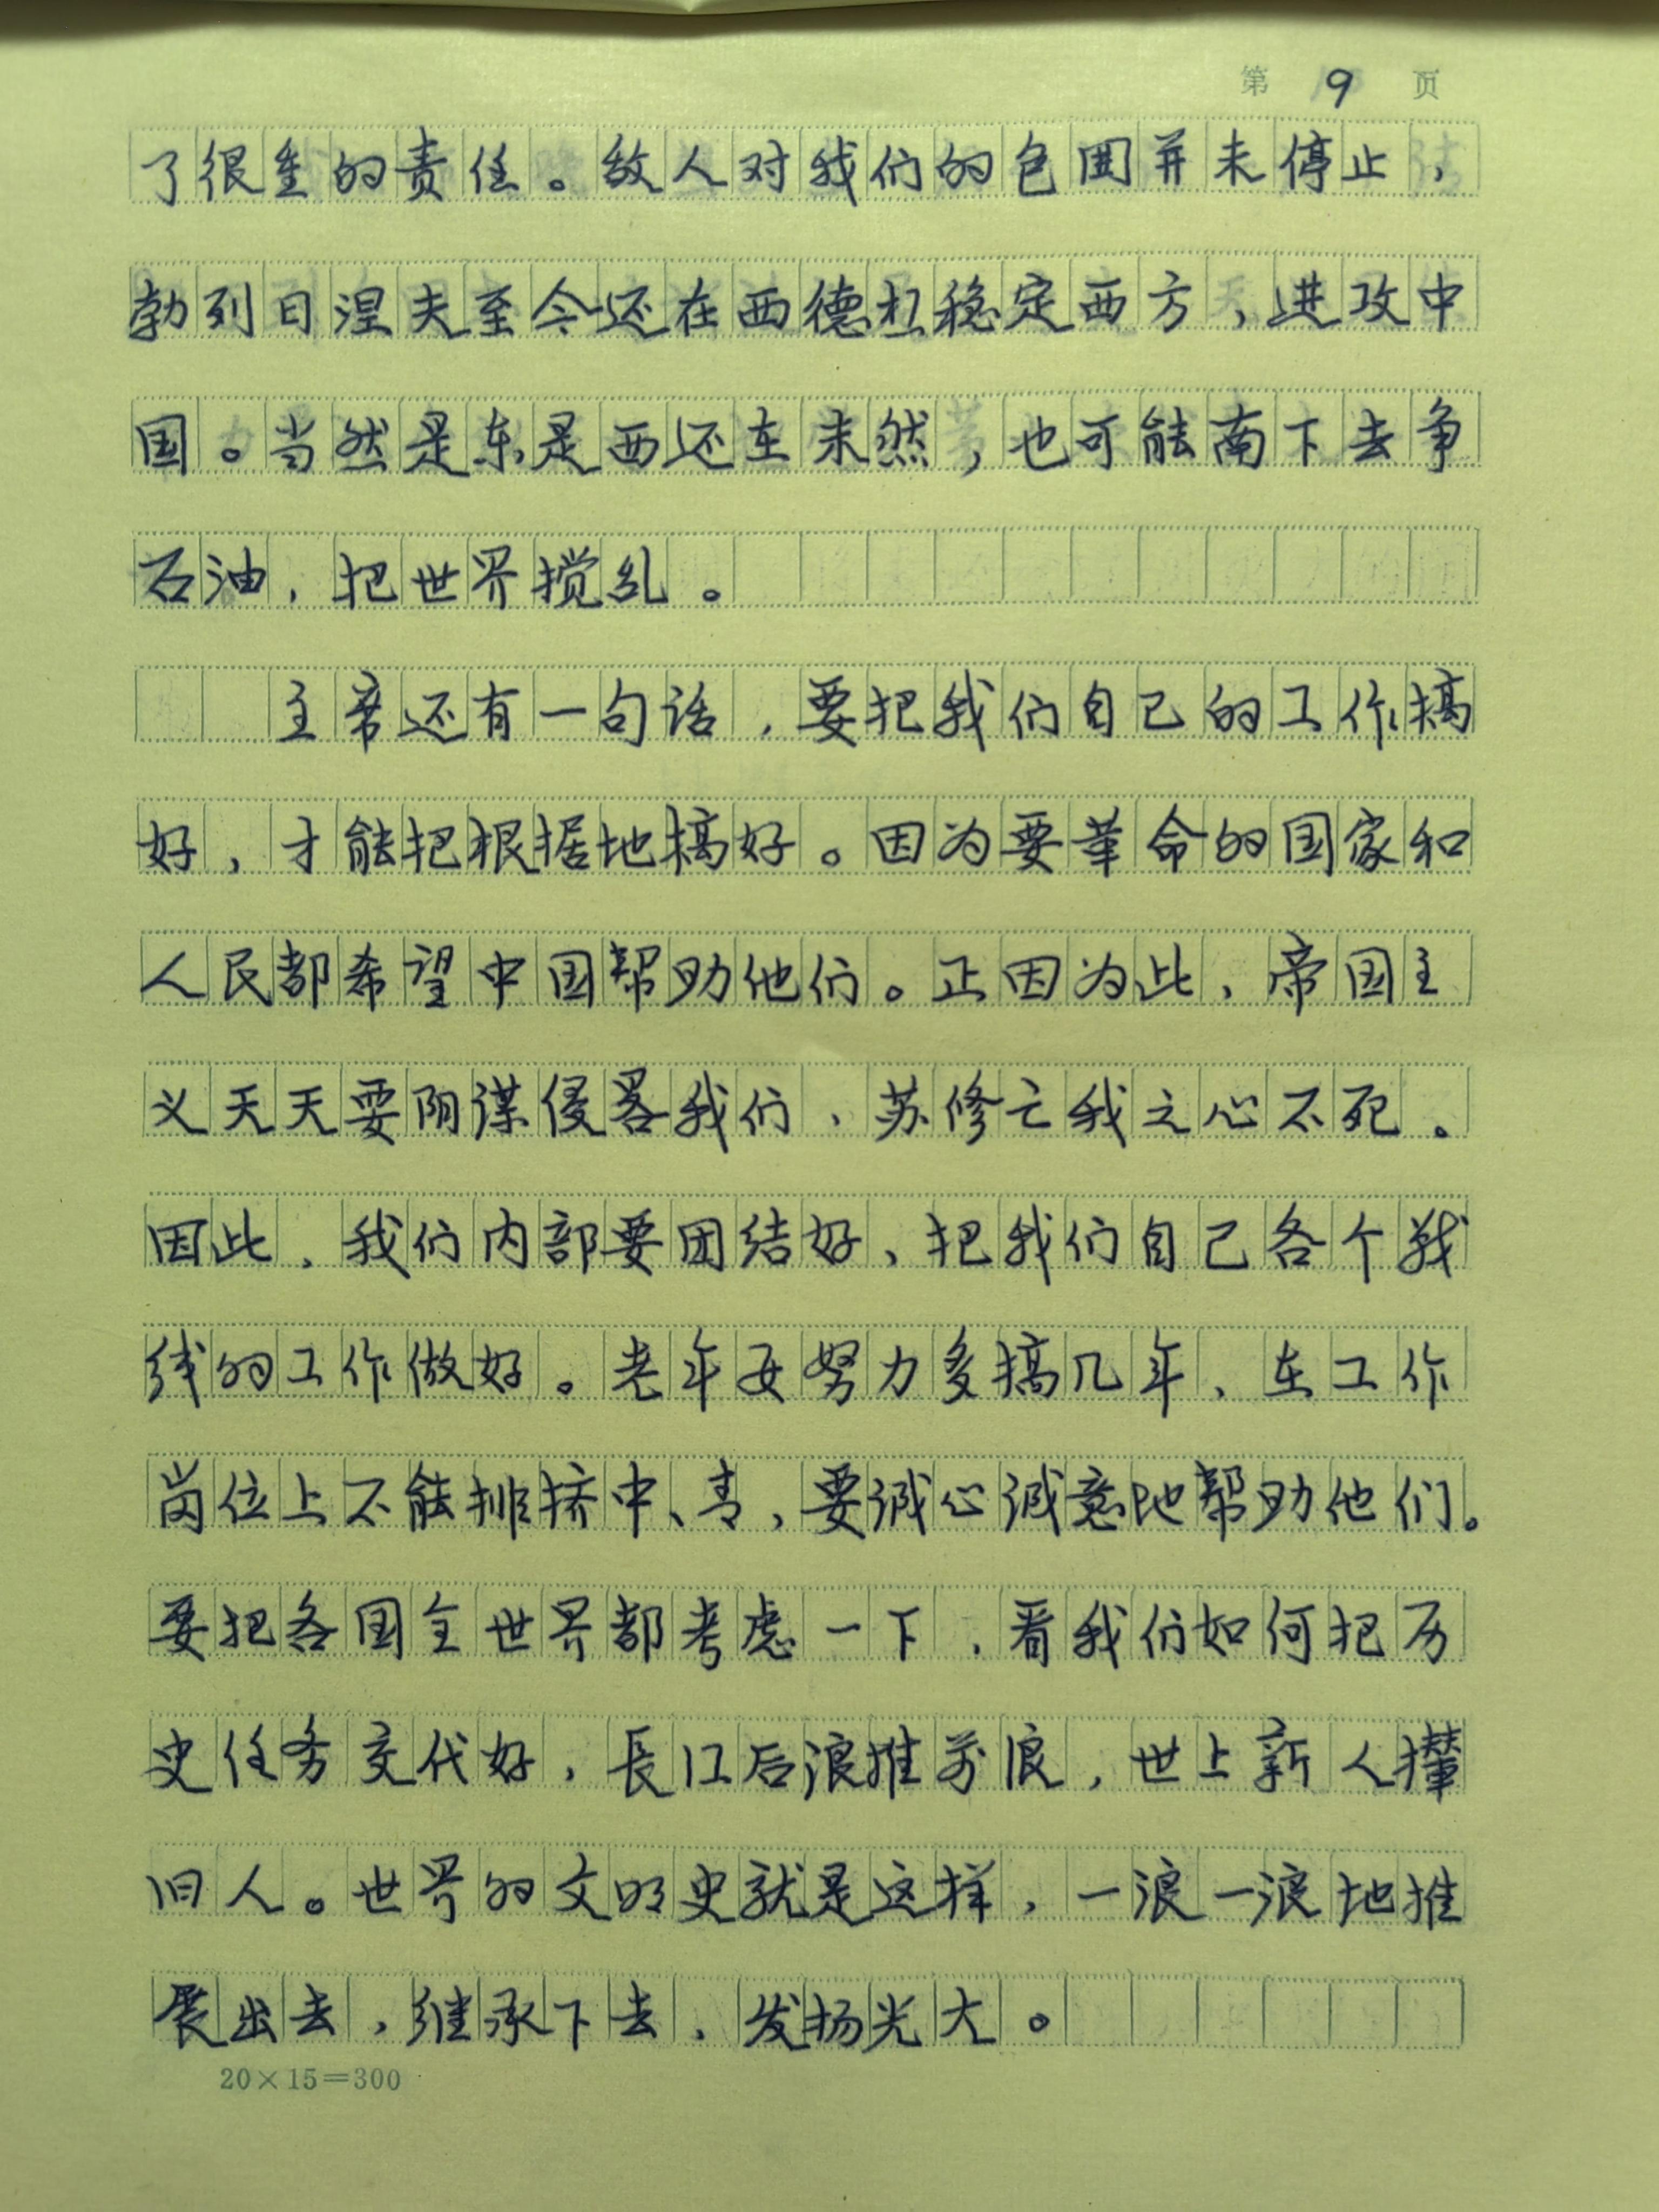 第 9 页
了很重的责任。敌人对我们的包围并未停止，
勃列日涅夫至今还在西德想稳定西方，进攻中
国。当然是东是西还在未然，也可能南下去争
石油，把世界搅乱。
主席还有一句话，要把我们自己的工作搞
好，才能把根据地搞好。因为要革命的国家和
人民都希望中国帮助他们。正因为此，帝国主
义天天要阴谋侵畧我们，苏修亡我之心不死。
因此，我们内部要团结好，把我们自己各个战
线的工作做好。老年要努力多搞几年，在工作
岗位上不能排挤中、青，要诚心诚意地帮助他们。
要把各国全世界都考虑一下，看我们如何把历
史任务交代好，長江后浪推前浪，世上新人攆
旧人。世界的文明史就是这样，一浪一浪地推
展出去，继承下去，发扬光大。
20×15=300